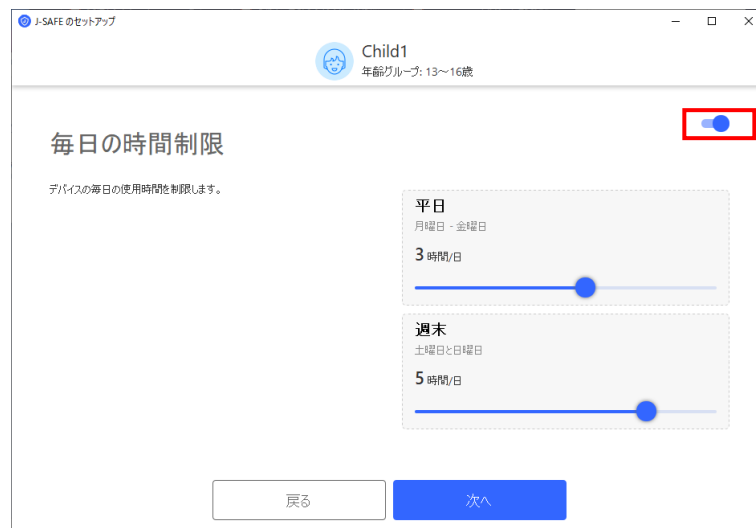 J-SAFE のセットアップ
Child1
年齢グループ: 13～16歳
毎日の時間制限
デバイスの毎日の使用時間を制限します。
平日
月曜日 - 金曜日
3 時間/日
週末
土曜日と日曜日
5 時間/日
戻る
次へ